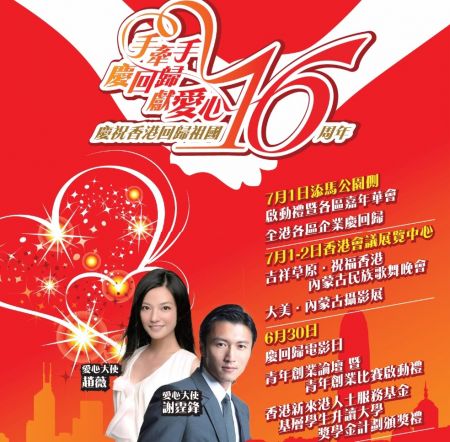 手牽手
慶回歸
獻愛心
16
慶祝香港回歸祖國
周年
7月1日添馬公園側
啟動禮暨各區嘉年華會
全港各區企業慶回歸
7月1-2日香港會議展覽中心
吉祥草原·祝福香港
內蒙古民族歌舞晚會
大美·內蒙古攝影展
6月30日
慶回歸電影日
青年創業論壇 暨
青年創業比賽啟動禮
香港新來港人士服務基金
基層學生升讀大學
獎學金計劃頒獎禮
愛心大使
趙薇
愛心大使
謝霆鋒